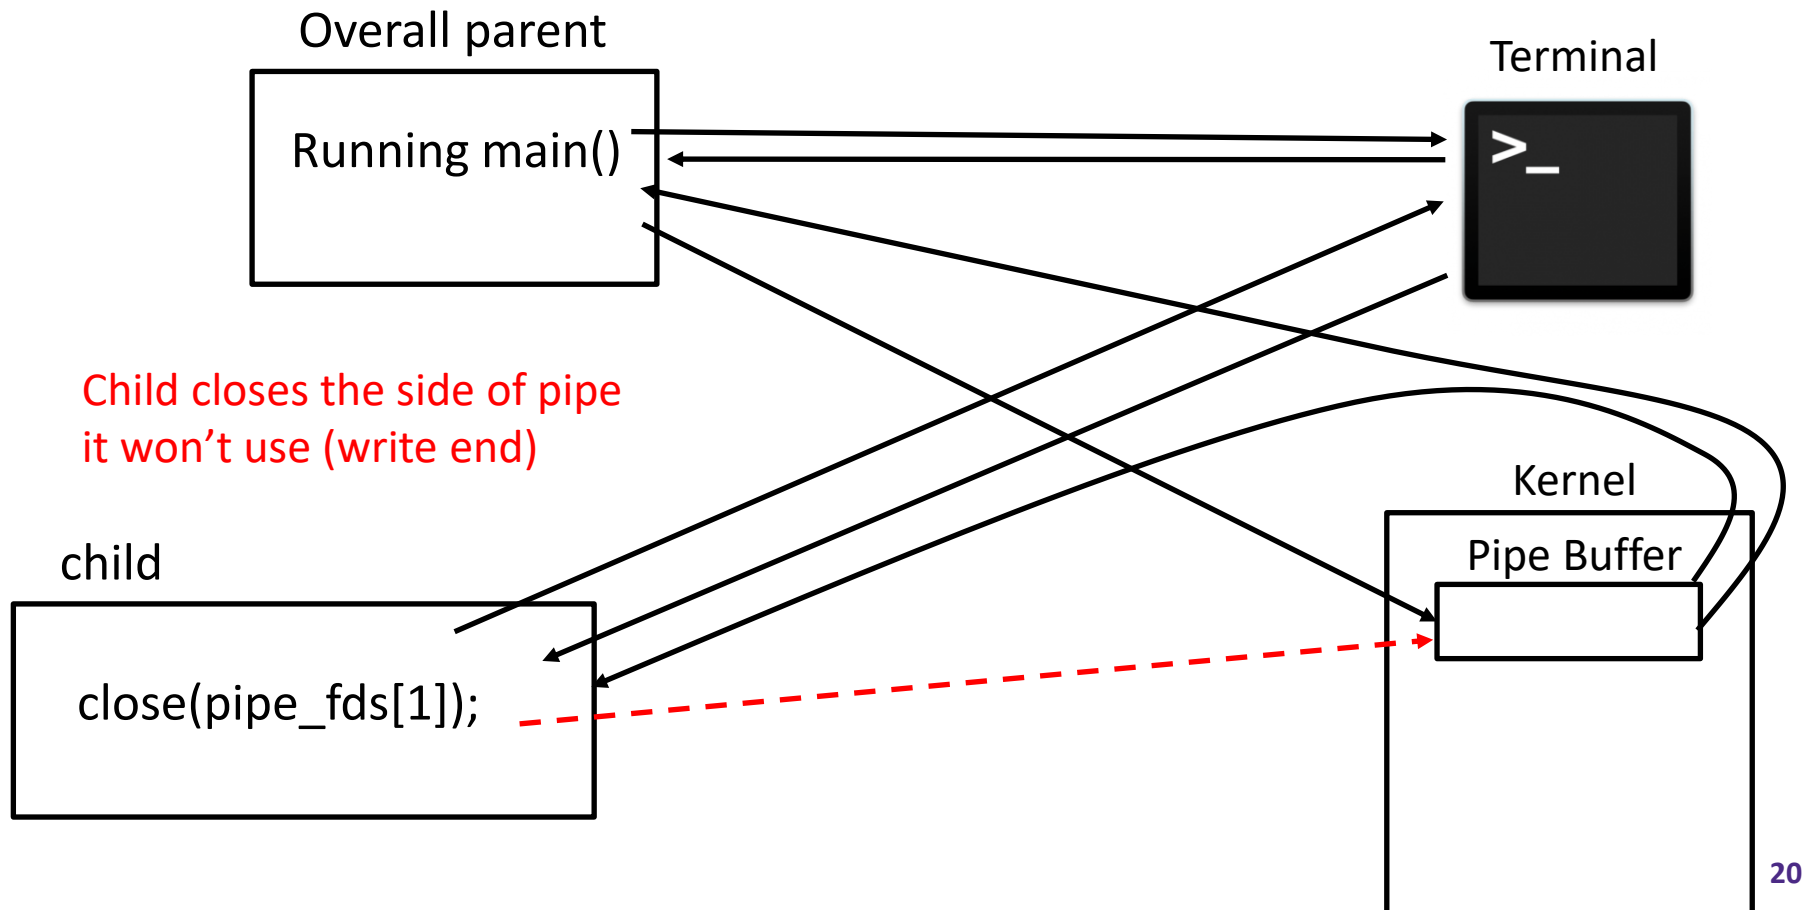 Overall parent
Terminal
Running main()
>_
Child closes the side of pipe
it won’t use (write end)
Kernel
Pipe Buffer
child
close(pipe_fds[1]);
20